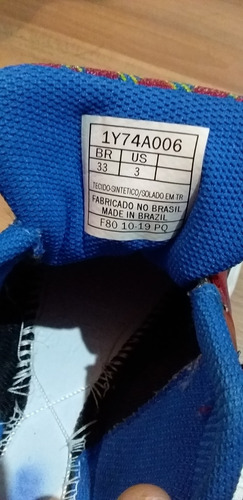 1Y74A006
BR US
33 3
TECIDO-SINTETICO/SOLADO EM TR
FABRICADO NO BRASIL
MADE IN BRAZIL
F80 10-19 PQ